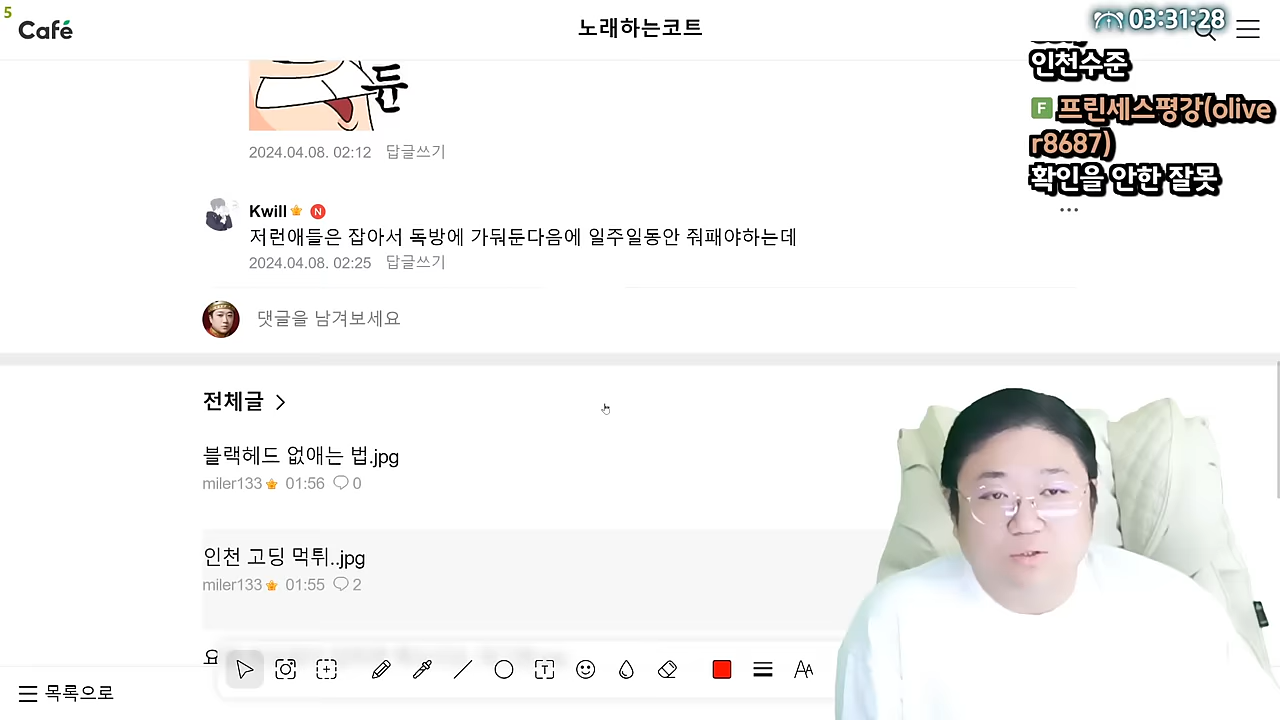 5
Café
노래하는코트
03:31:28
인천수준
F 프린세스평강(olive
r8687)
확인을 안한 잘못
듄
2024.04.08. 02:12 답글쓰기
Kwill N
저런애들은 잡아서 독방에 가둬둔다음에 일주일동안 줘패야하는데
2024.04.08. 02:25 답글쓰기
댓글을 남겨보세요
전체글
블랙헤드 없애는 법.jpg
miler133 01:56 0
인천 고딩 먹튀..jpg
miler133 01:55 2
요
T
AA
목록으로